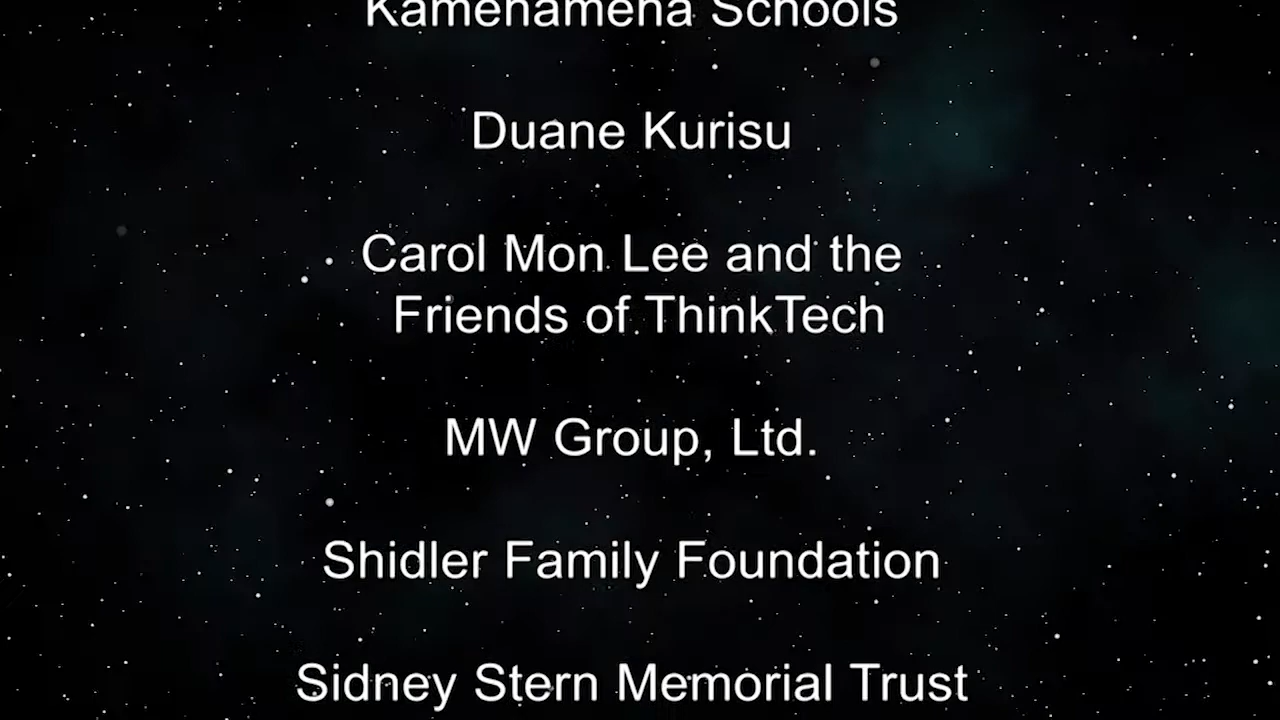 Kamehameha Schools
Duane Kurisu
Carol Mon Lee and the
Friends of ThinkTech
MW Group, Ltd.
Shidler Family Foundation
Sidney Stern Memorial Trust